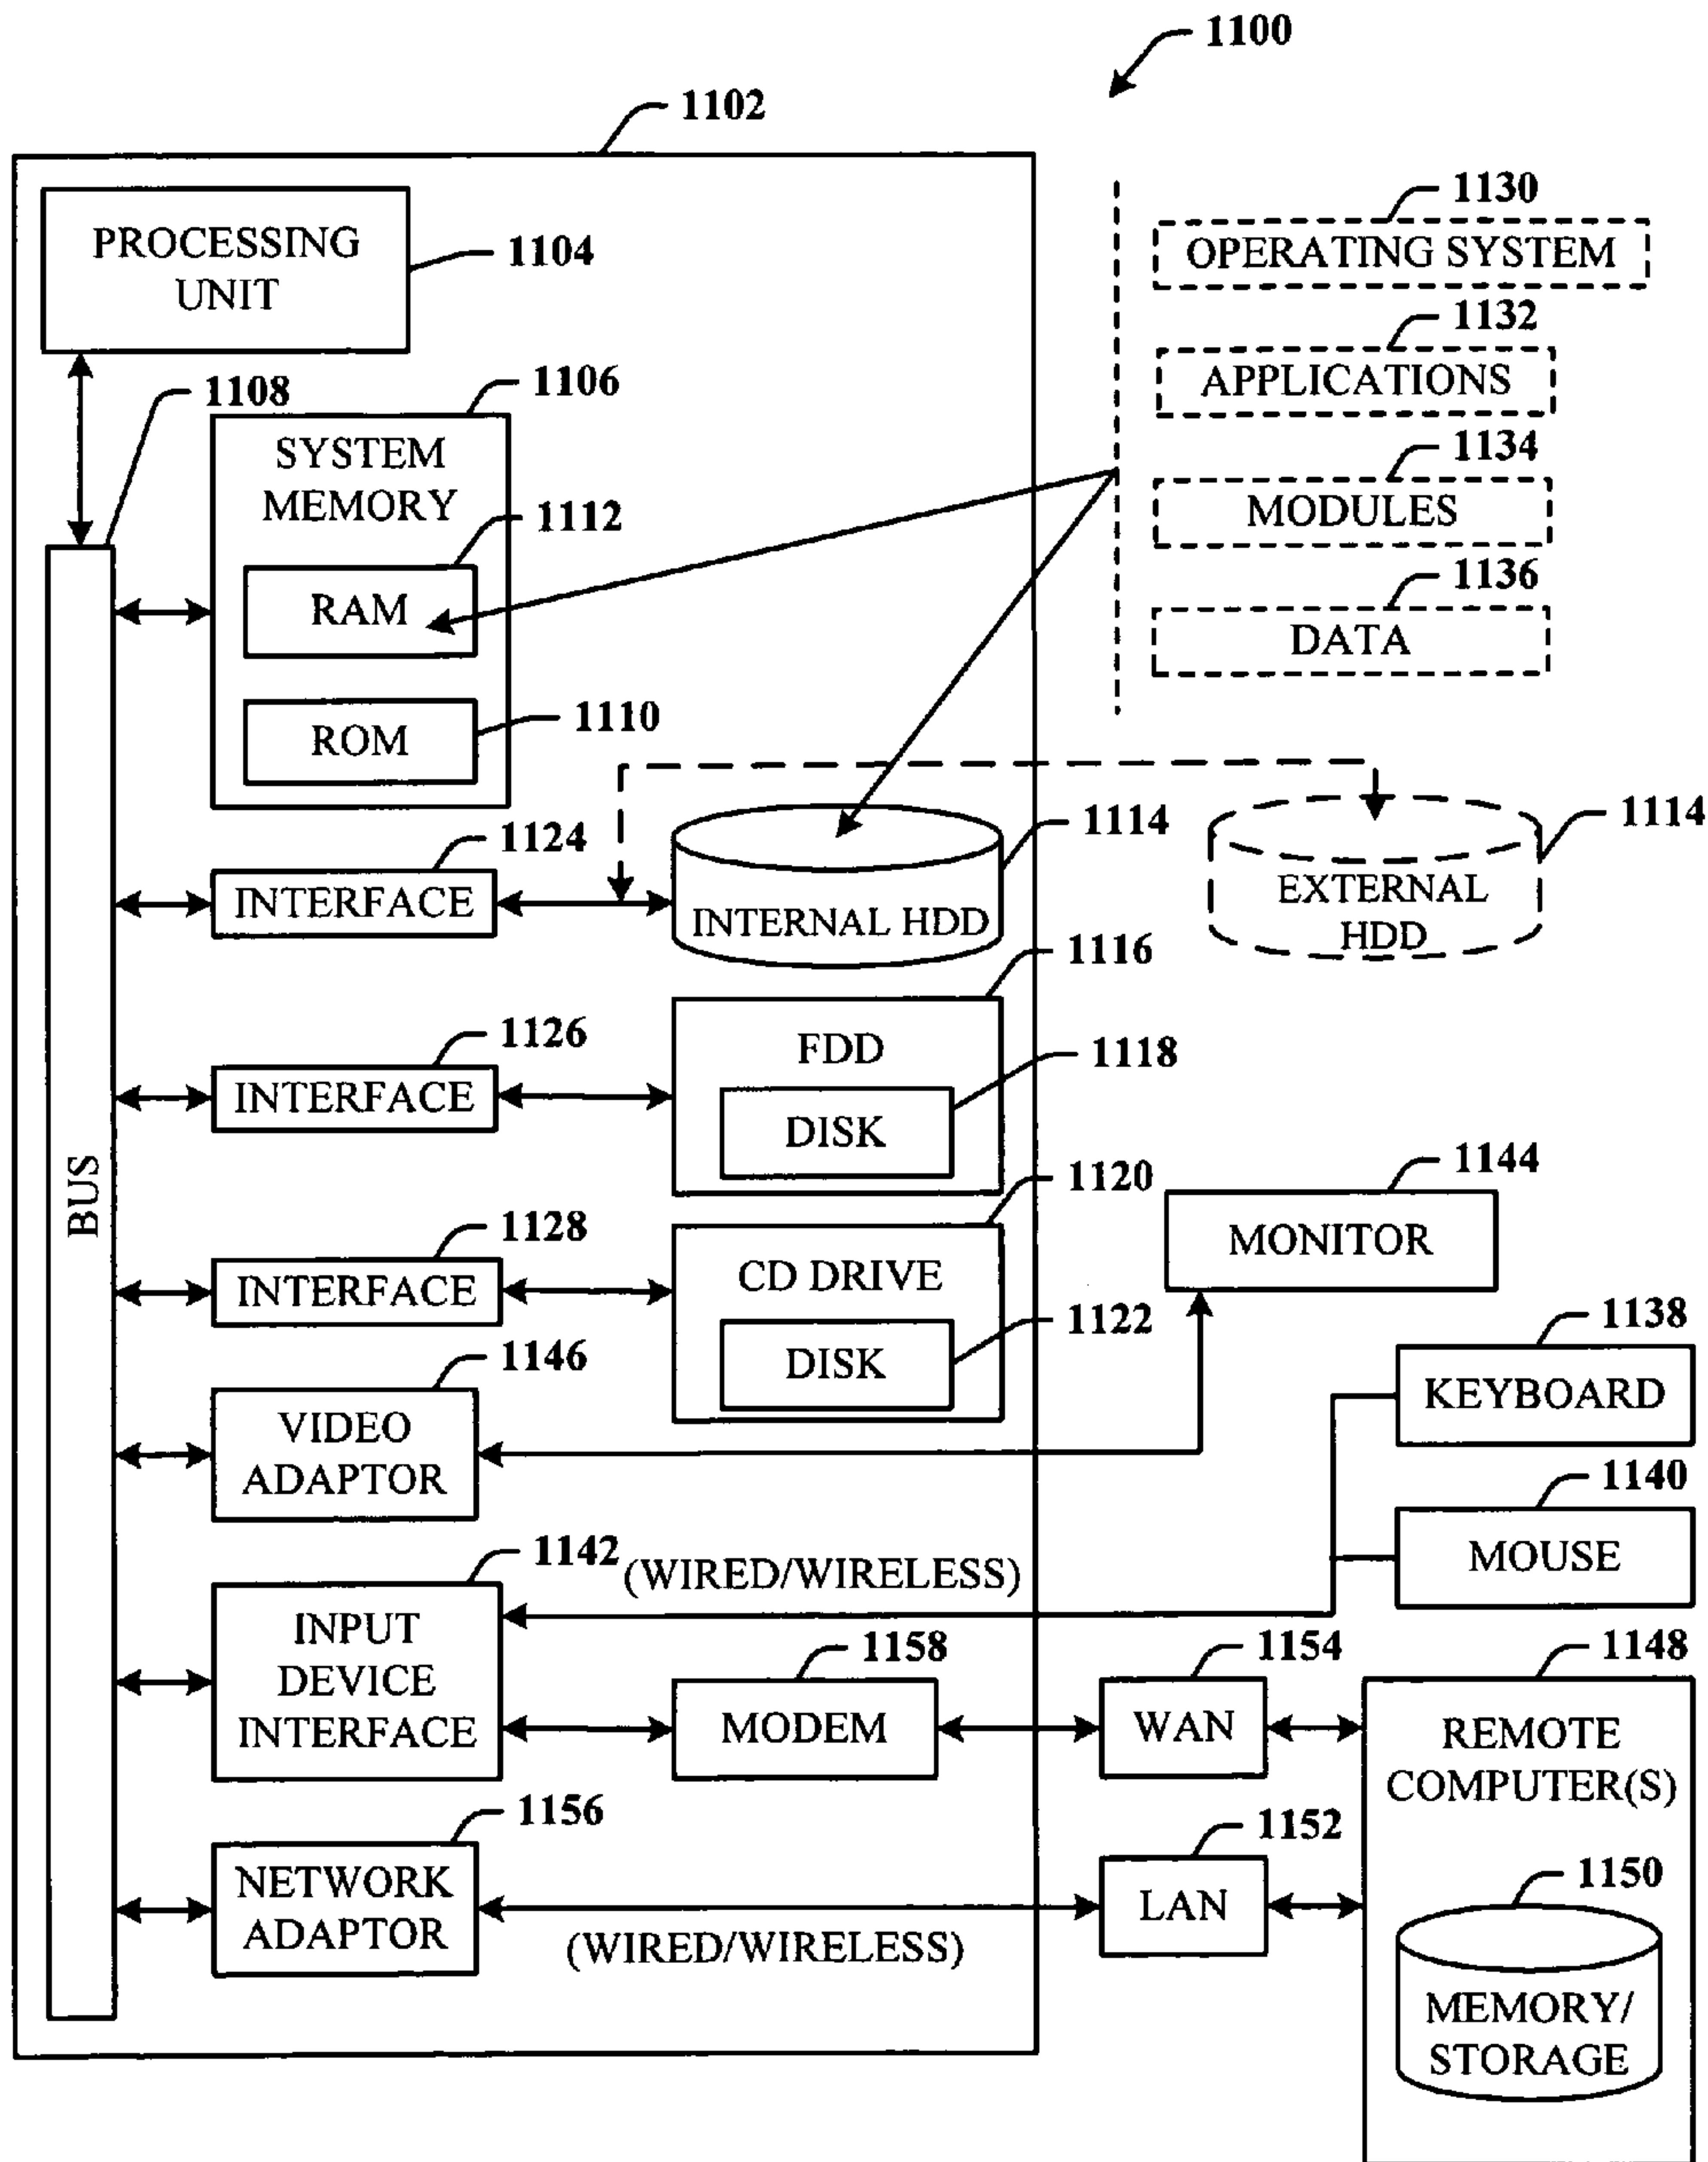 1100
1102
PROCESSING
UNIT
1104
1130
OPERATING SYSTEM
1132
APPLICATIONS
1134
MODULES
1136
DATA
1108
1106
SYSTEM
MEMORY
1112
RAM
1110
ROM
1124
INTERFACE
1114
INTERNAL HDD
1114
EXTERNAL
HDD
1126
INTERFACE
1116
FDD
1118
DISK
BUS
1128
INTERFACE
1120
CD DRIVE
1122
DISK
1144
MONITOR
1138
KEYBOARD
1146
VIDEO
ADAPTOR
1140
MOUSE
1142
(WIRED/WIRELESS)
INPUT
DEVICE
INTERFACE
1158
MODEM
1154
WAN
1148
REMOTE
COMPUTER(S)
1156
NETWORK
ADAPTOR
(WIRED/WIRELESS)
1152
LAN
1150
MEMORY/
STORAGE